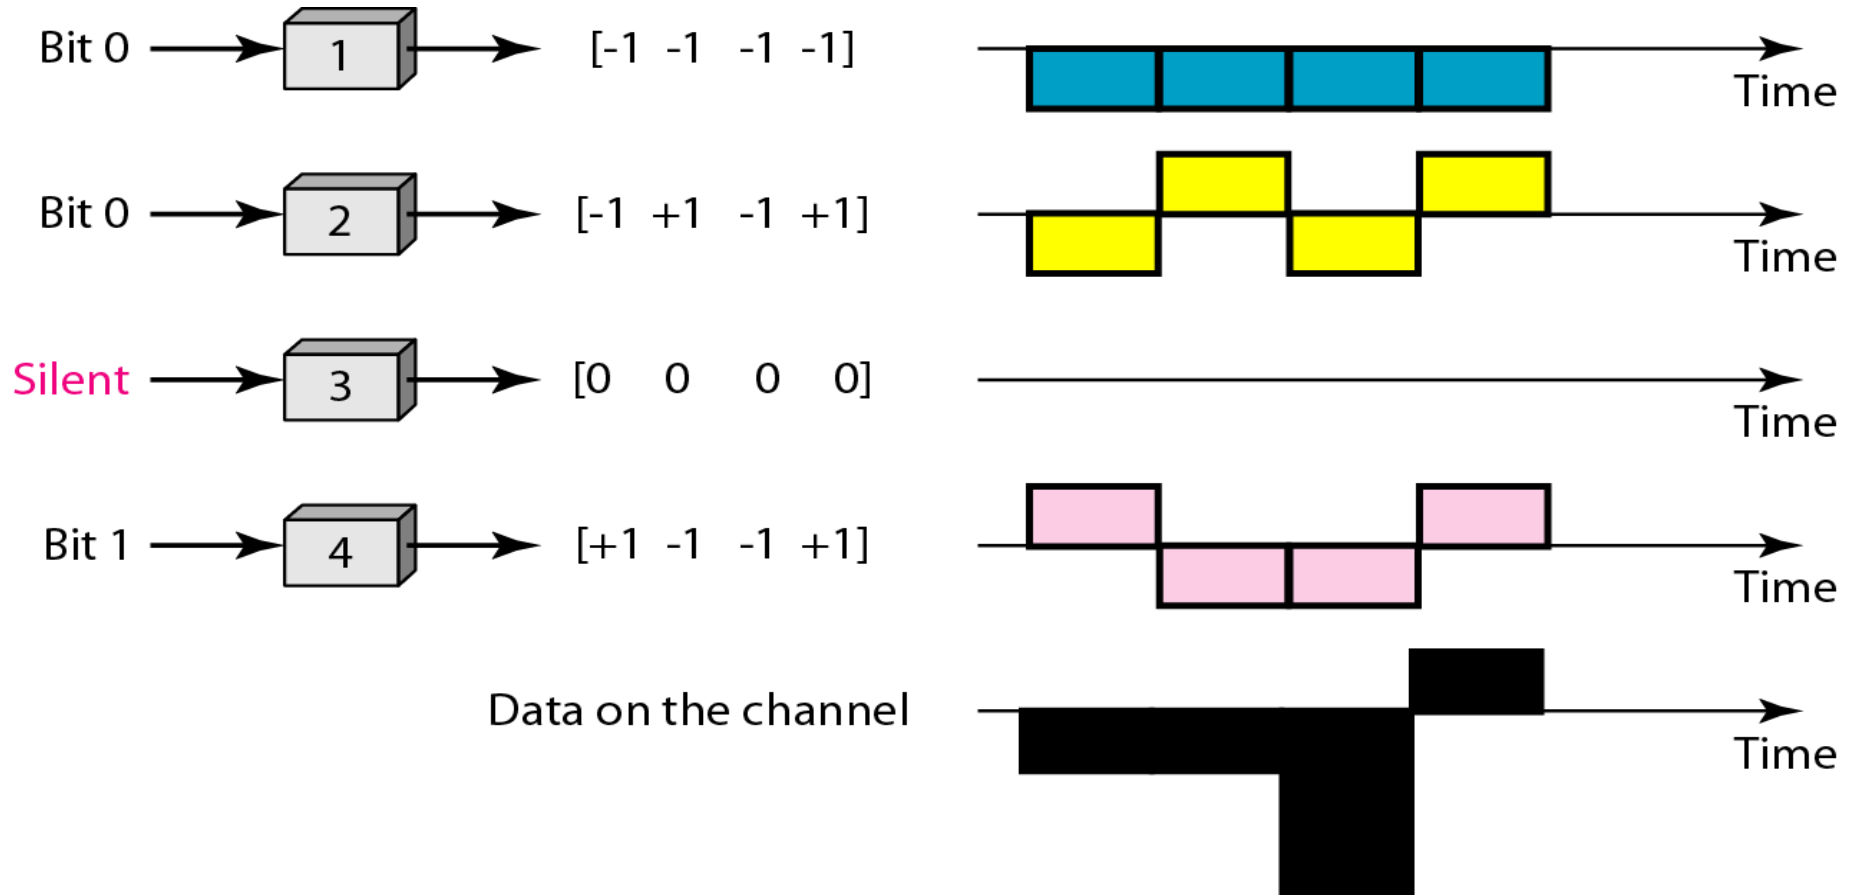 Bit 0 1 [-1 -1 -1 -1]
Time
Bit 0 2 [-1 +1 -1 +1]
Time
Silent 3 [0 0 0 0]
Time
Bit 1 4 [+1 -1 -1 +1]
Time
Data on the channel
Time